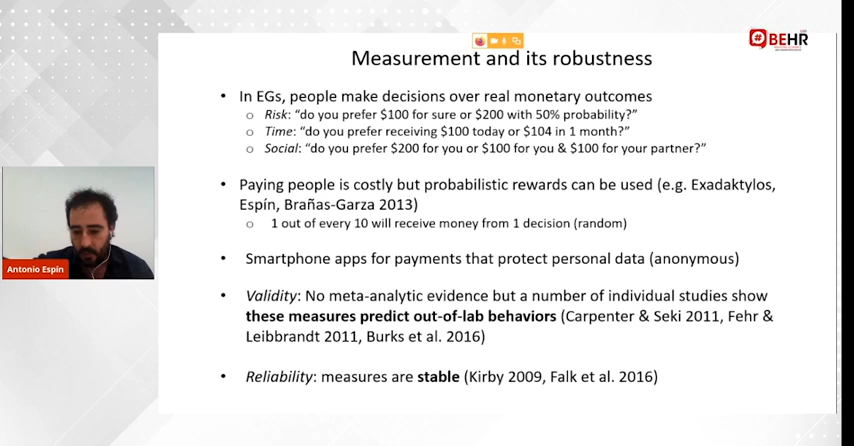 #BEHR
Measurement and its robustness
• In EGs, people make decisions over real monetary outcomes
o Risk: “do you prefer $100 for sure or $200 with 50% probability?”
o Time: “do you prefer receiving $100 today or $104 in 1 month?”
o Social: “do you prefer $200 for you or $100 for you & $100 for your partner?”
• Paying people is costly but probabilistic rewards can be used (e.g. Exadaktylos,
Espín, Brañas-Garza 2013)
o 1 out of every 10 will receive money from 1 decision (random)
• Smartphone apps for payments that protect personal data (anonymous)
• Validity: No meta-analytic evidence but a number of individual studies show
these measures predict out-of-lab behaviors (Carpenter & Seki 2011, Fehr &
Leibbrandt 2011, Burks et al. 2016)
• Reliability: measures are stable (Kirby 2009, Falk et al. 2016)
Antonio Espín